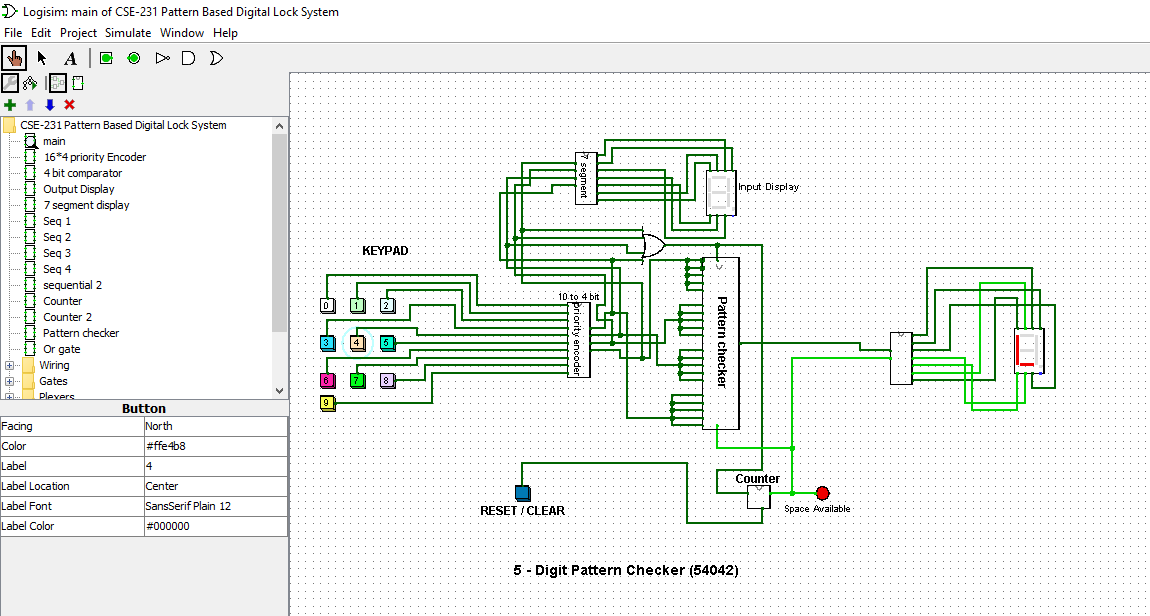 Logisim: main of CSE-231 Pattern Based Digital Lock System
File Edit Project Simulate Window Help
A
CSE-231 Pattern Based Digital Lock System
main
16*4 priority Encoder
4 bit comparator
Output Display
7 segment display
Seq 1
Seq 2
Seq 3
Seq 4
sequential 2
Counter
Counter 2
Pattern checker
Or gate
Wiring
Gates
Plexers
Button
Facing North
Color #ffe4b8
Label 4
Label Location Center
Label Font SansSerif Plain 12
Label Color #000000
7 segment
Input Display
KEYPAD
10 to 4 bit
priority encoder
0 1 2
3 4 5
6 7 8
9
Pattern checker
Counter
Space Available
RESET / CLEAR
5 - Digit Pattern Checker (54042)